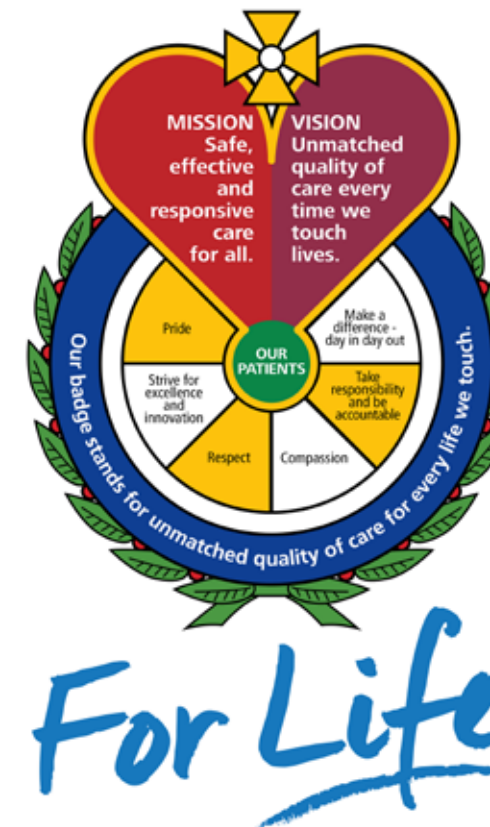 MISSION
Safe,
effective
and
responsive
care
for all.
VISION
Unmatched
quality of
care every
time we
touch
lives.
Pride
Make a
difference -
day in day out
OUR
PATIENTS
Strive for
excellence
and
innovation
Take
responsibility
and be
accountable
Respect
Compassion
Our badge stands for unmatched quality of care for every life we touch.
For Life